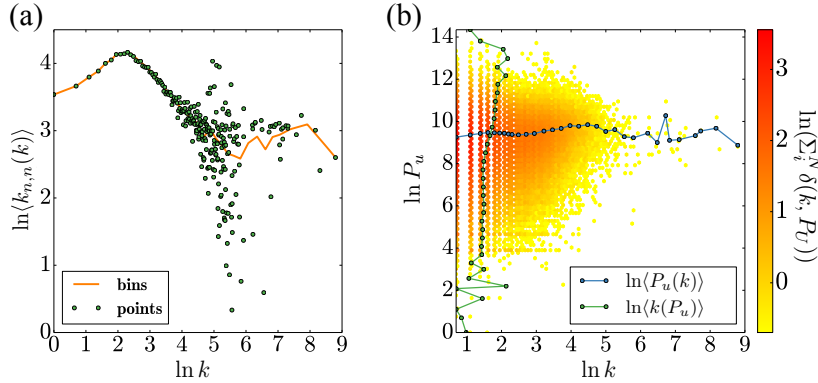 (a)
ln⟨k_{n,n}(k)⟩
4
3
2
1
0
0 1 2 3 4 5 6 7 8 9
ln k
bins
points
(b)
ln P_u
14
12
10
8
6
4
2
0
1 2 3 4 5 6 7 8 9
ln k
ln⟨P_u(k)⟩
ln⟨k(P_u)⟩
3
2
1
0
ln(Σ_i^N δ(k, P_U))